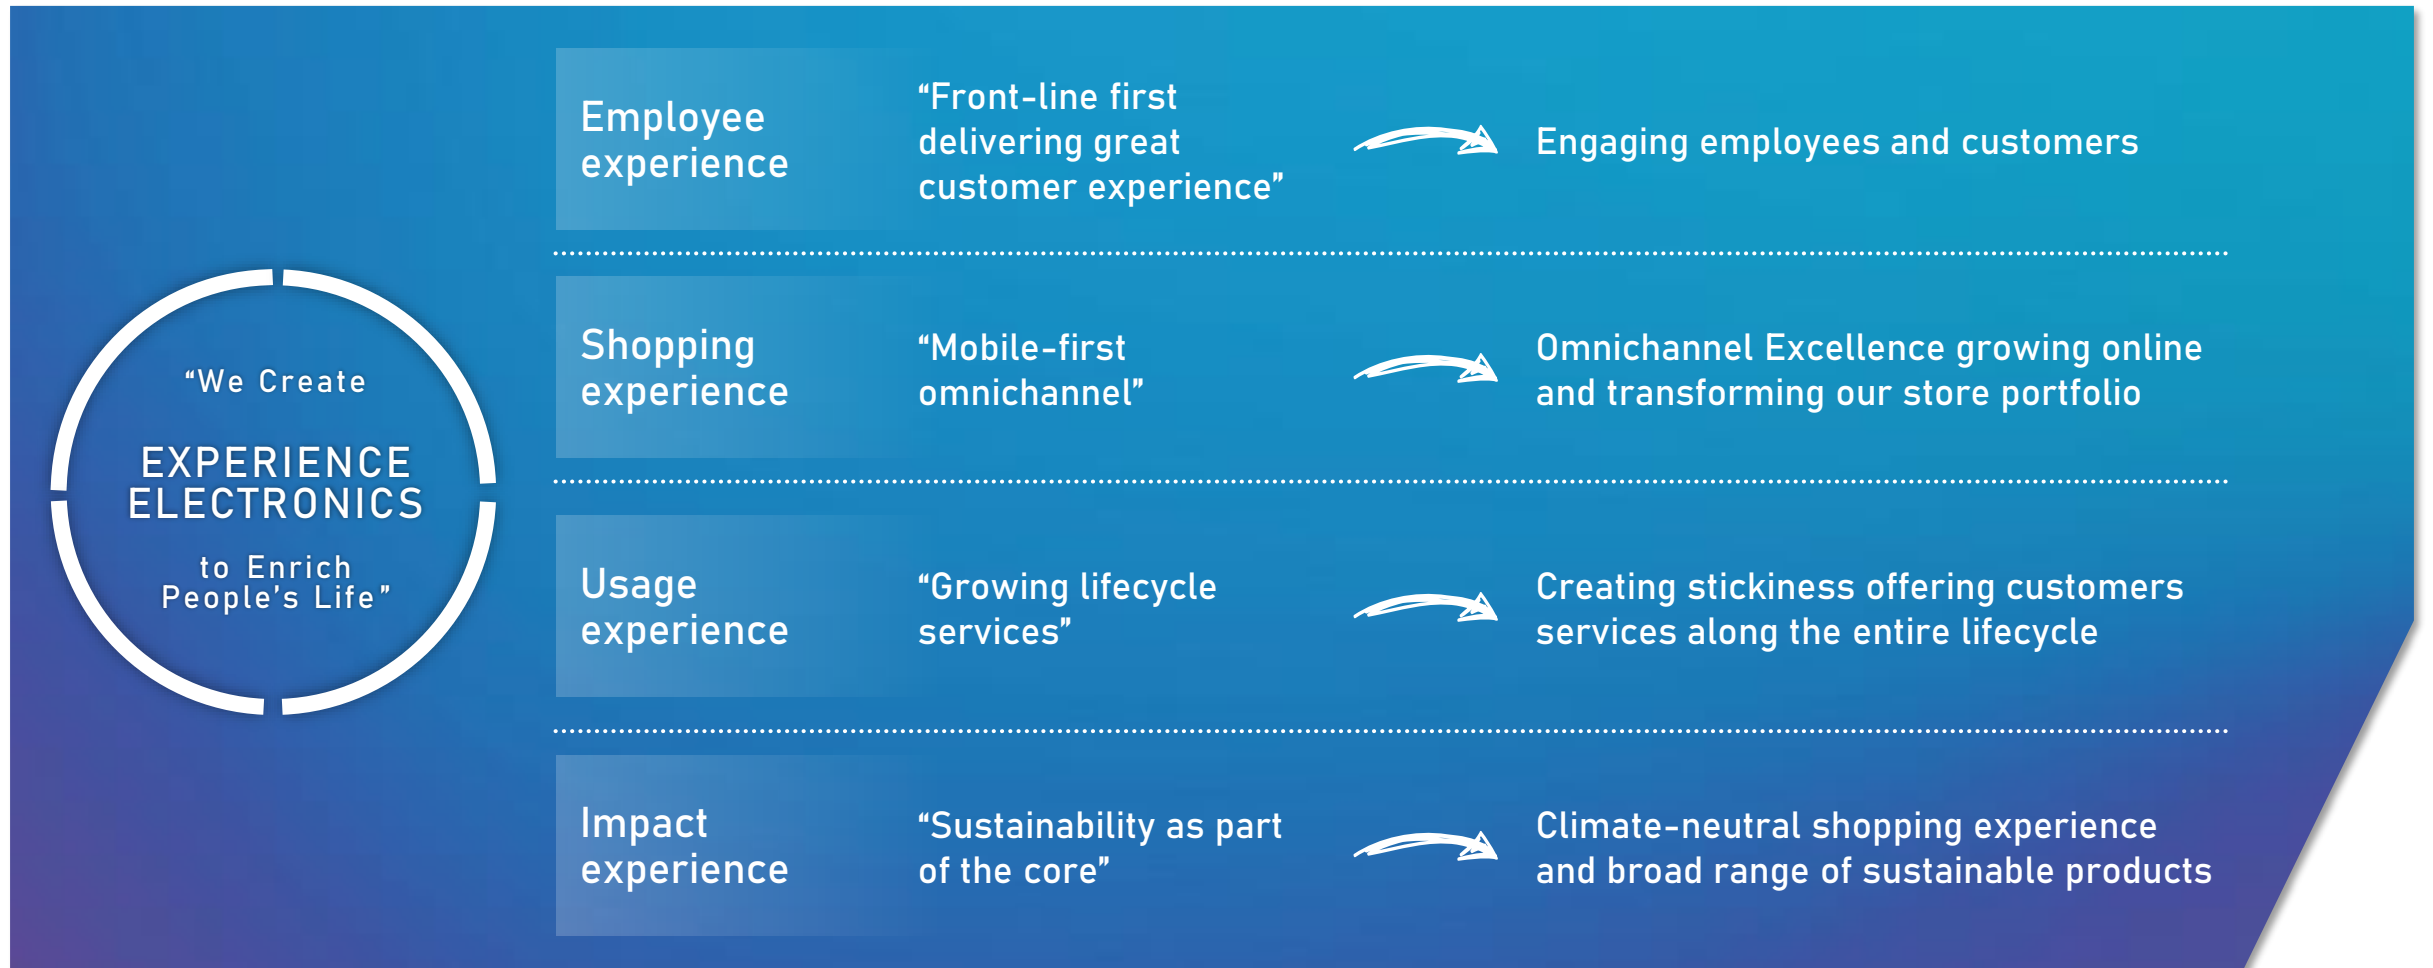 “We Create
EXPERIENCE
ELECTRONICS
to Enrich
People’s Life”
Employee
experience
“Front-line first
delivering great
customer experience”
Engaging employees and customers
Shopping
experience
“Mobile-first
omnichannel”
Omnichannel Excellence growing online
and transforming our store portfolio
Usage
experience
“Growing lifecycle
services”
Creating stickiness offering customers
services along the entire lifecycle
Impact
experience
“Sustainability as part
of the core”
Climate-neutral shopping experience
and broad range of sustainable products